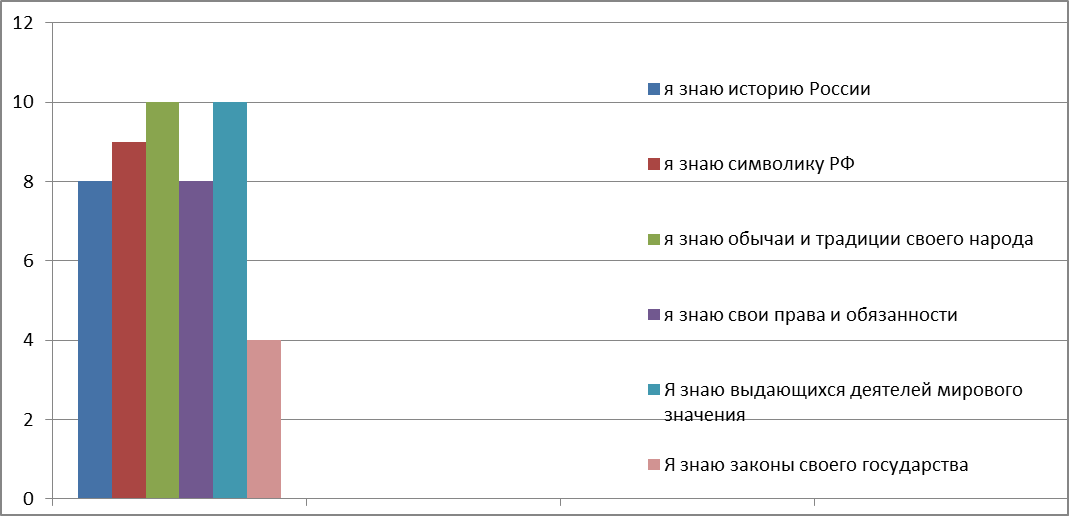 12
10
8
6
4
2
0
я знаю историю России
я знаю символику РФ
я знаю обычаи и традиции своего народа
я знаю свои права и обязанности
Я знаю выдающихся деятелей мирового
значения
Я знаю законы своего государства